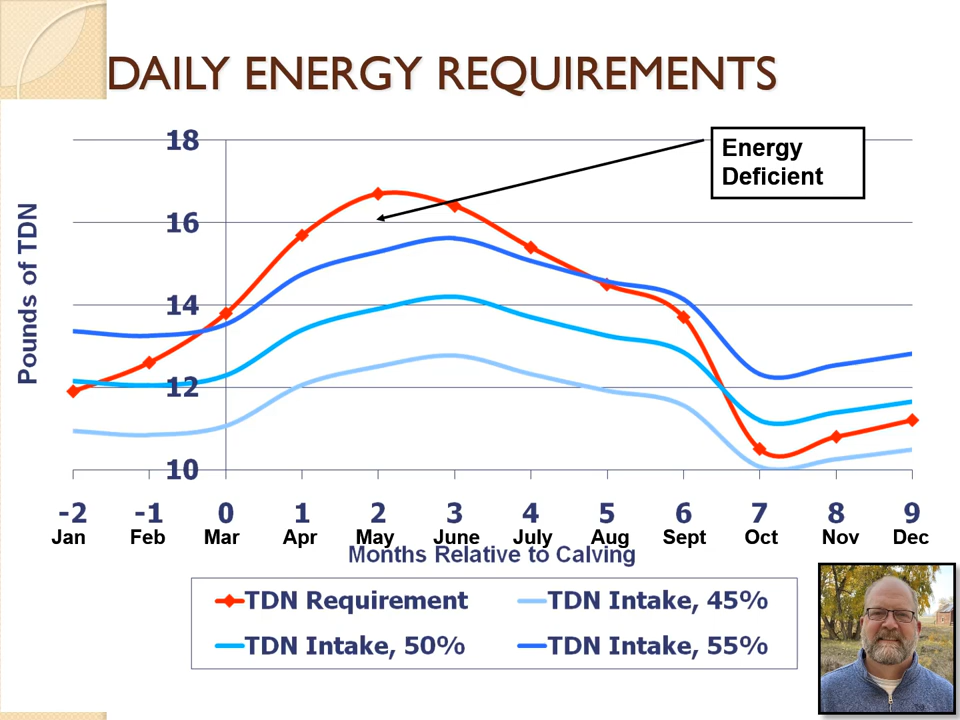 DAILY ENERGY REQUIREMENTS
Energy
Deficient
Pounds of TDN
18
16
14
12
10
-2 -1 0 1 2 3 4 5 6 7 8 9
Jan Feb Mar Apr May June July Aug Sept Oct Nov Dec
Months Relative to Calving
TDN Requirement TDN Intake, 45%
TDN Intake, 50% TDN Intake, 55%